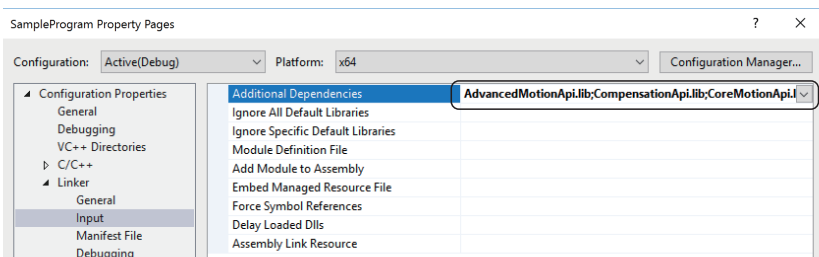 SampleProgram Property Pages ? ×
Configuration: Active(Debug) Platform: x64 Configuration Manager...
Configuration Properties
General
Debugging
VC++ Directories
C/C++
Linker
General
Input
Manifest File
Debugging
Additional Dependencies AdvancedMotionApi.lib;CompensationApi.lib;CoreMotionApi.l
Ignore All Default Libraries
Ignore Specific Default Libraries
Module Definition File
Add Module to Assembly
Embed Managed Resource File
Force Symbol References
Delay Loaded Dlls
Assembly Link Resource